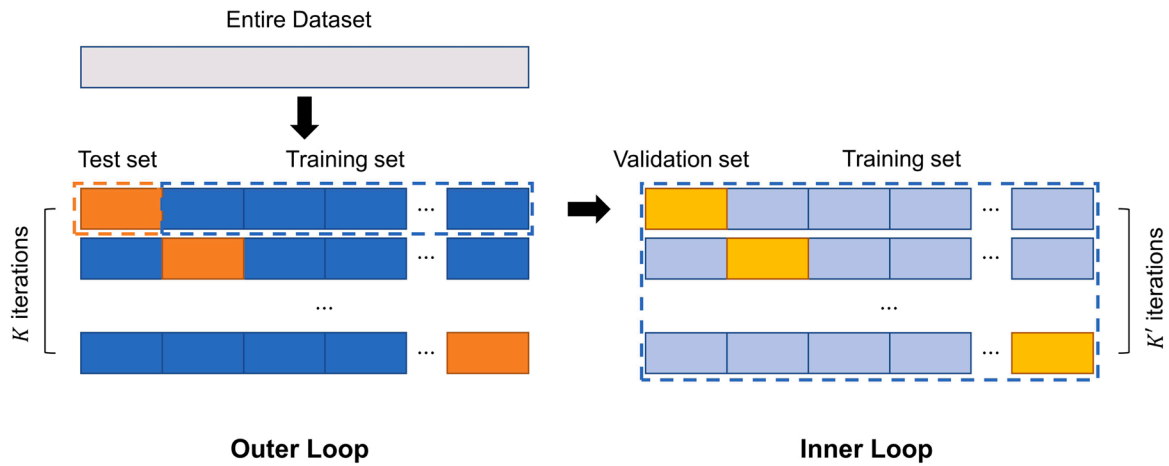 Entire Dataset
Test set
Training set
...
...
...
...
K iterations
Outer Loop
Validation set
Training set
...
...
...
...
K' iterations
Inner Loop